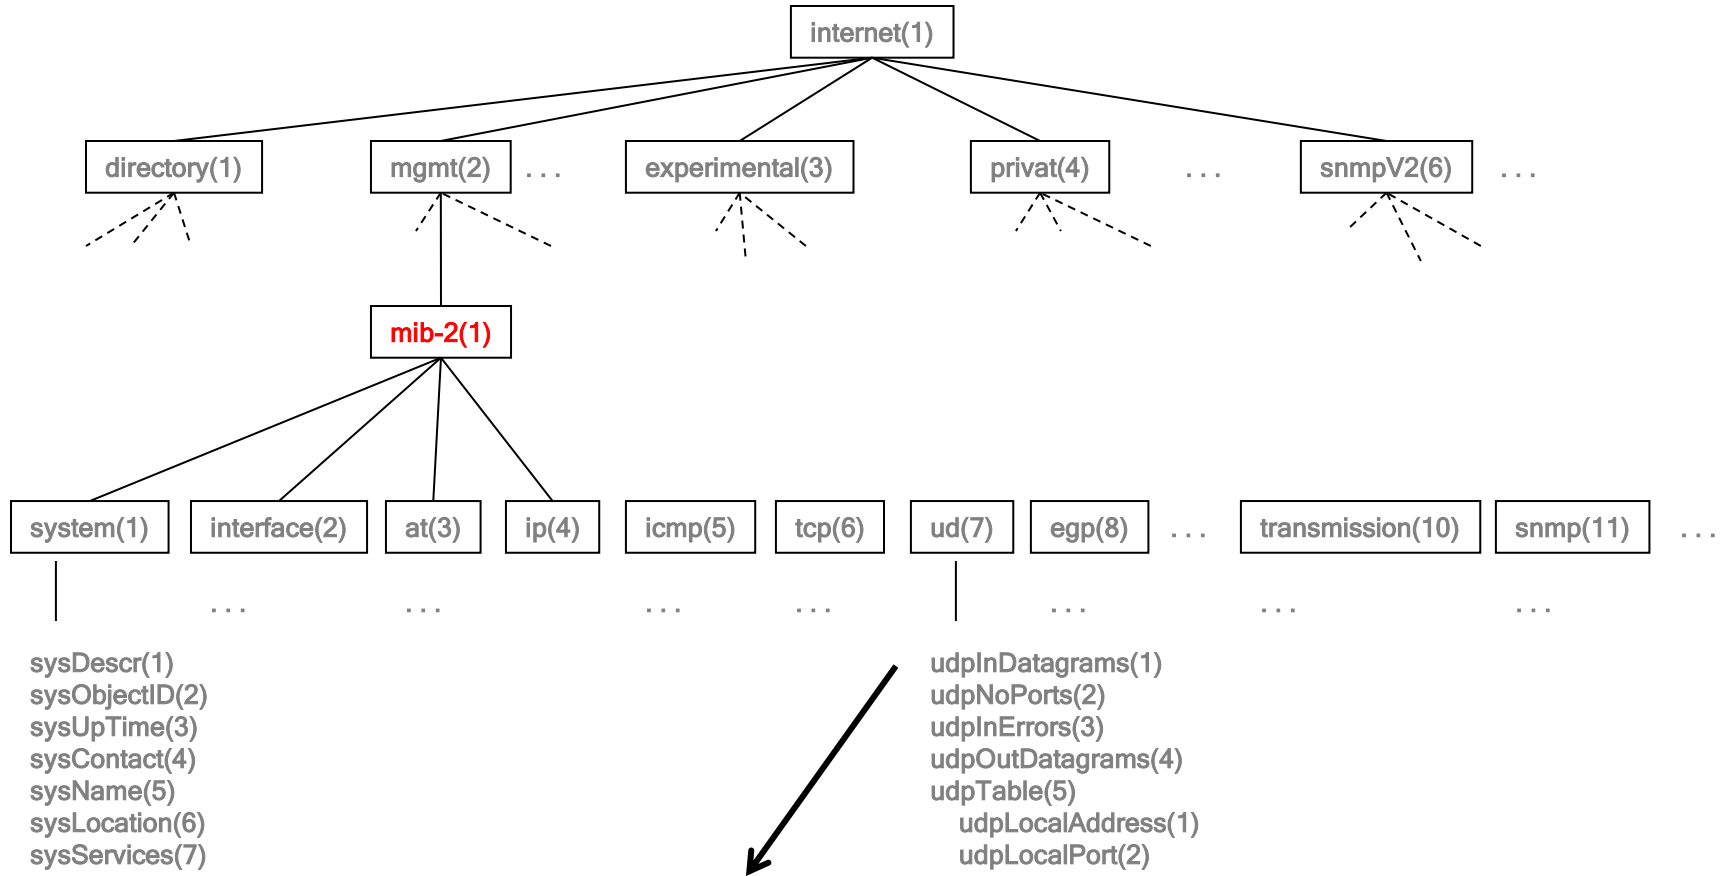 internet(1)
directory(1) mgmt(2) ... experimental(3) privat(4) ... snmpV2(6) ...
mib-2(1)
system(1) interface(2) at(3) ip(4) icmp(5) tcp(6) ud(7) egp(8) ... transmission(10) snmp(11) ...
... ... ... ... ... ... ...
sysDescr(1) udpInDatagrams(1)
sysObjectID(2) udpNoPorts(2)
sysUpTime(3) udpInErrors(3)
sysContact(4) udpOutDatagrams(4)
sysName(5) udpTable(5)
sysLocation(6) udpLocalAddress(1)
sysServices(7) udpLocalPort(2)